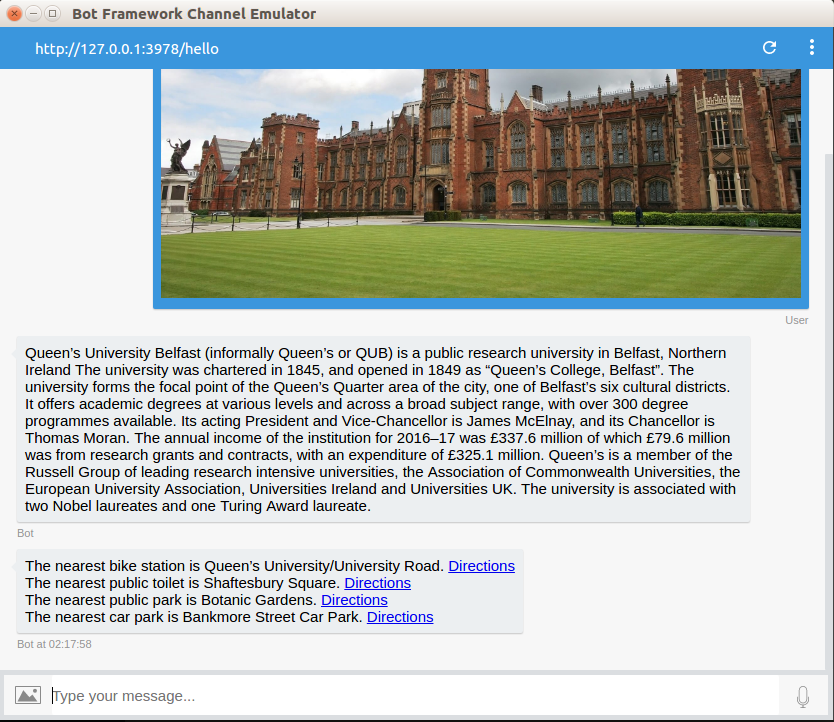 Bot Framework Channel Emulator
http://127.0.0.1:3978/hello
User
Queen’s University Belfast (informally Queen’s or QUB) is a public research university in Belfast, Northern
Ireland The university was chartered in 1845, and opened in 1849 as “Queen’s College, Belfast”. The
university forms the focal point of the Queen’s Quarter area of the city, one of Belfast’s six cultural districts.
It offers academic degrees at various levels and across a broad subject range, with over 300 degree
programmes available. Its acting President and Vice-Chancellor is James McElnay, and its Chancellor is
Thomas Moran. The annual income of the institution for 2016–17 was £337.6 million of which £79.6 million
was from research grants and contracts, with an expenditure of £325.1 million. Queen’s is a member of the
Russell Group of leading research intensive universities, the Association of Commonwealth Universities, the
European University Association, Universities Ireland and Universities UK. The university is associated with
two Nobel laureates and one Turing Award laureate.
Bot
The nearest bike station is Queen’s University/University Road. Directions
The nearest public toilet is Shaftesbury Square. Directions
The nearest public park is Botanic Gardens. Directions
The nearest car park is Bankmore Street Car Park. Directions
Bot at 02:17:58
Type your message...